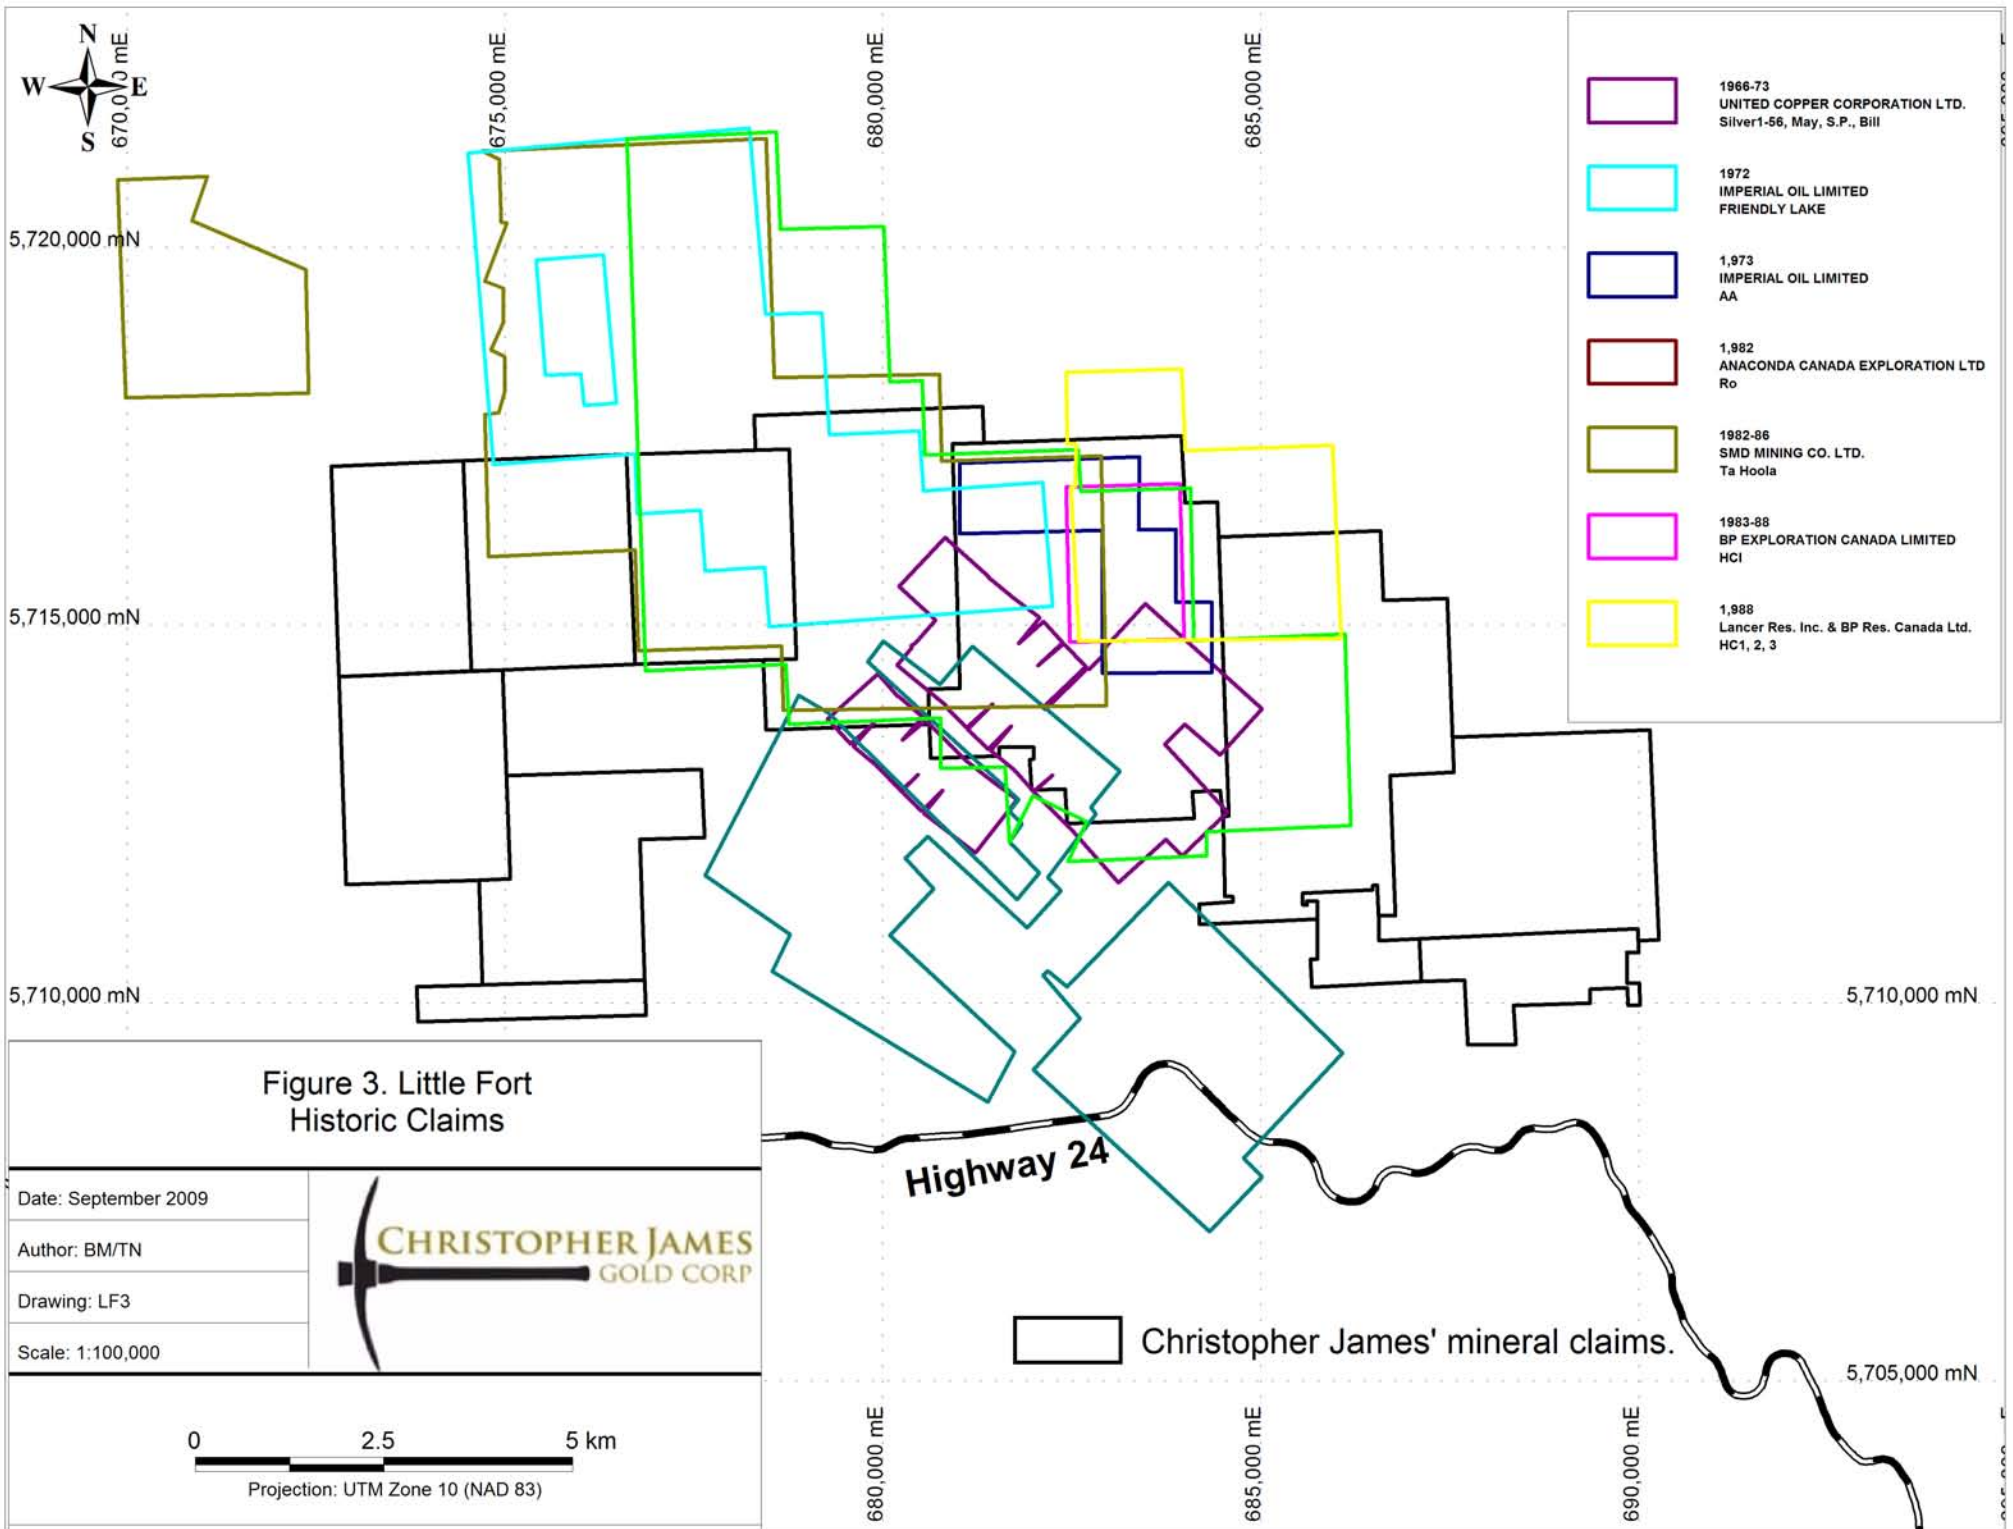 N
W E
S
670,000 mE
675,000 mE
680,000 mE
685,000 mE
5,720,000 mN
5,715,000 mN
5,710,000 mN
5,710,000 mN
5,705,000 mN
1966-73
UNITED COPPER CORPORATION LTD.
Silver1-56, May, S.P., Bill
1972
IMPERIAL OIL LIMITED
FRIENDLY LAKE
1,973
IMPERIAL OIL LIMITED
AA
1,982
ANACONDA CANADA EXPLORATION LTD
Ro
1982-86
SMD MINING CO. LTD.
Ta Hoola
1983-88
BP EXPLORATION CANADA LIMITED
HCI
1,988
Lancer Res. Inc. & BP Res. Canada Ltd.
HC1, 2, 3
Highway 24
Christopher James' mineral claims.
Figure 3. Little Fort
Historic Claims
Date: September 2009
Author: BM/TN
Drawing: LF3
Scale: 1:100,000
CHRISTOPHER JAMES
GOLD CORP
0 2.5 5 km
Projection: UTM Zone 10 (NAD 83)
680,000 mE
685,000 mE
690,000 mE